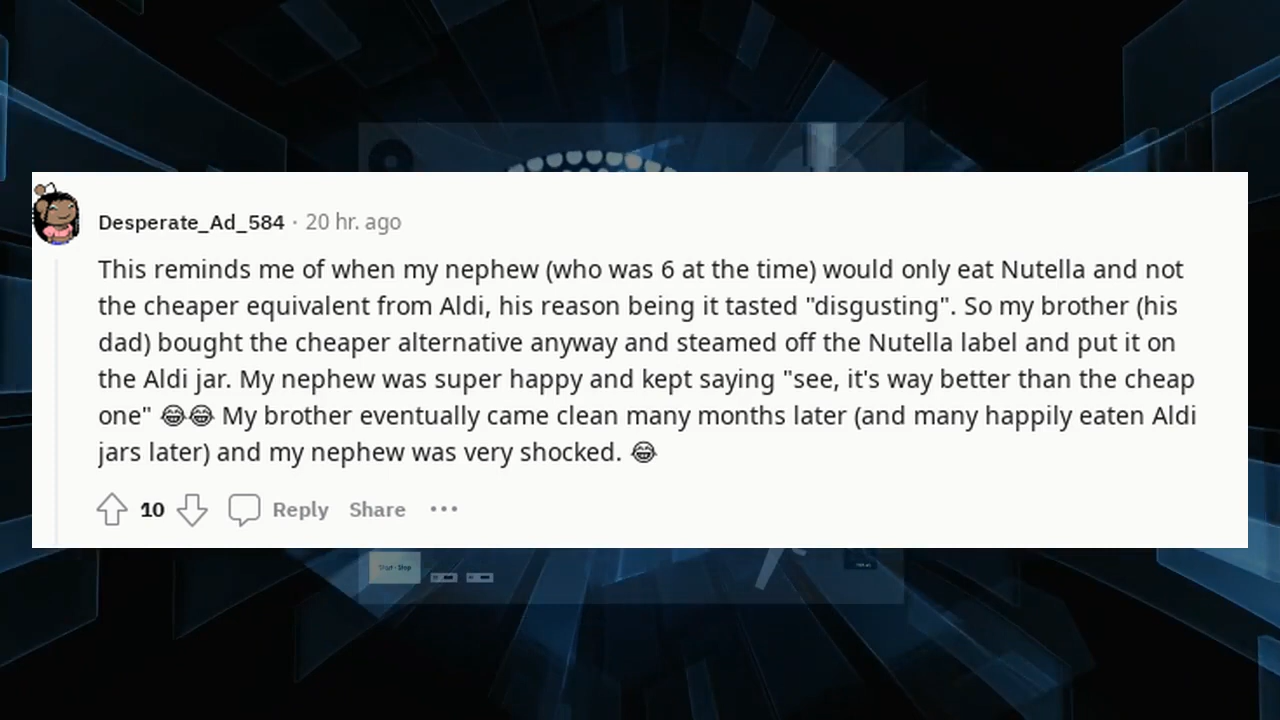 Desperate_Ad_584 · 20 hr. ago
This reminds me of when my nephew (who was 6 at the time) would only eat Nutella and not
the cheaper equivalent from Aldi, his reason being it tasted "disgusting". So my brother (his
dad) bought the cheaper alternative anyway and steamed off the Nutella label and put it on
the Aldi jar. My nephew was super happy and kept saying "see, it's way better than the cheap
one" 😂😂 My brother eventually came clean many months later (and many happily eaten Aldi
jars later) and my nephew was very shocked. 😂
10 Reply Share •••
Start - Stop